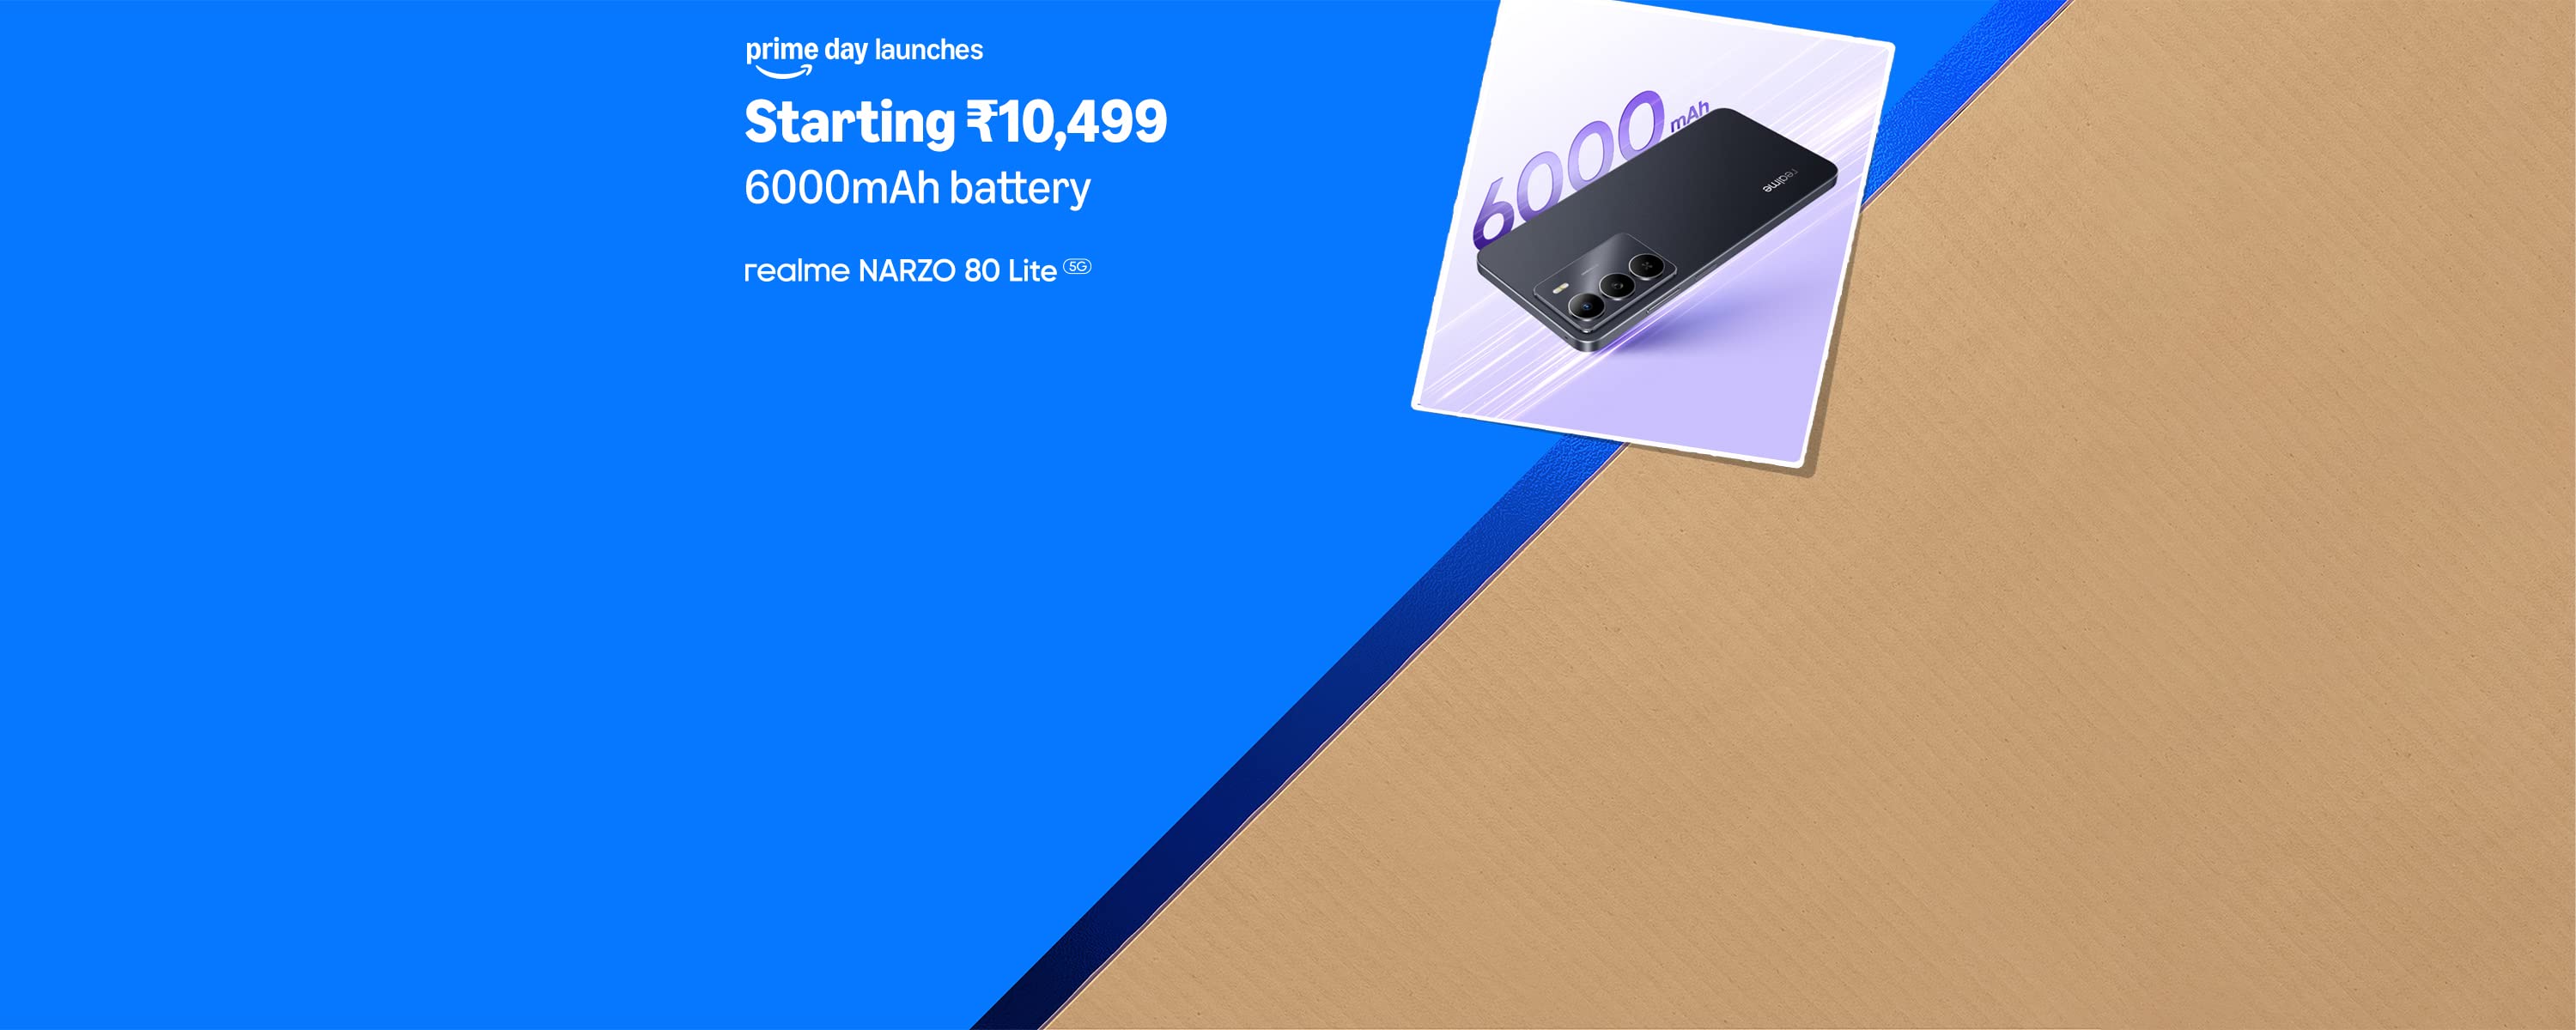 prime day launches
Starting ₹10,499
6000mAh battery
realme NARZO 80 Lite 5G
6000 mAh
realme